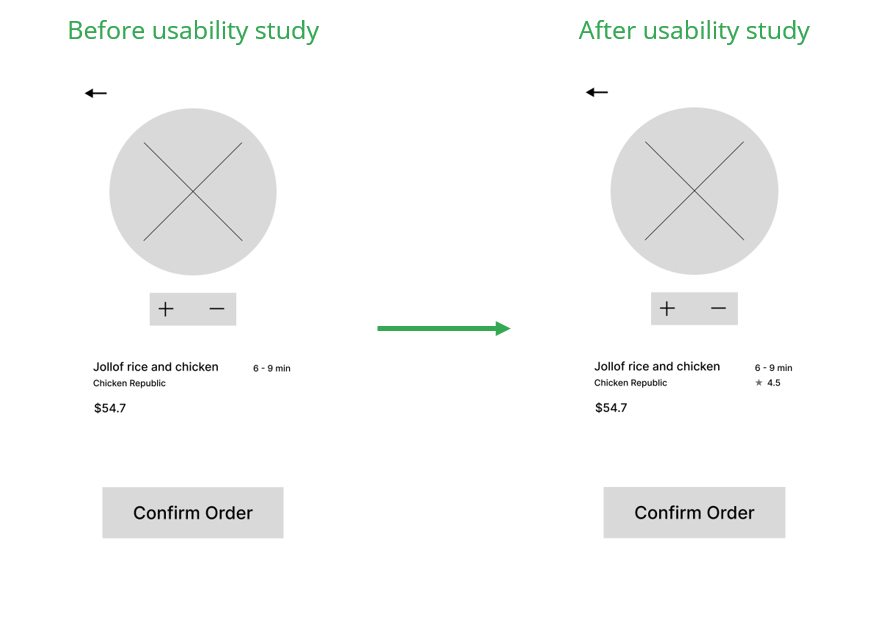 Before usability study
After usability study
+ −
Jollof rice and chicken
6 - 9 min
Chicken Republic
$54.7
Confirm Order
+ −
Jollof rice and chicken
6 - 9 min
Chicken Republic
★ 4.5
$54.7
Confirm Order